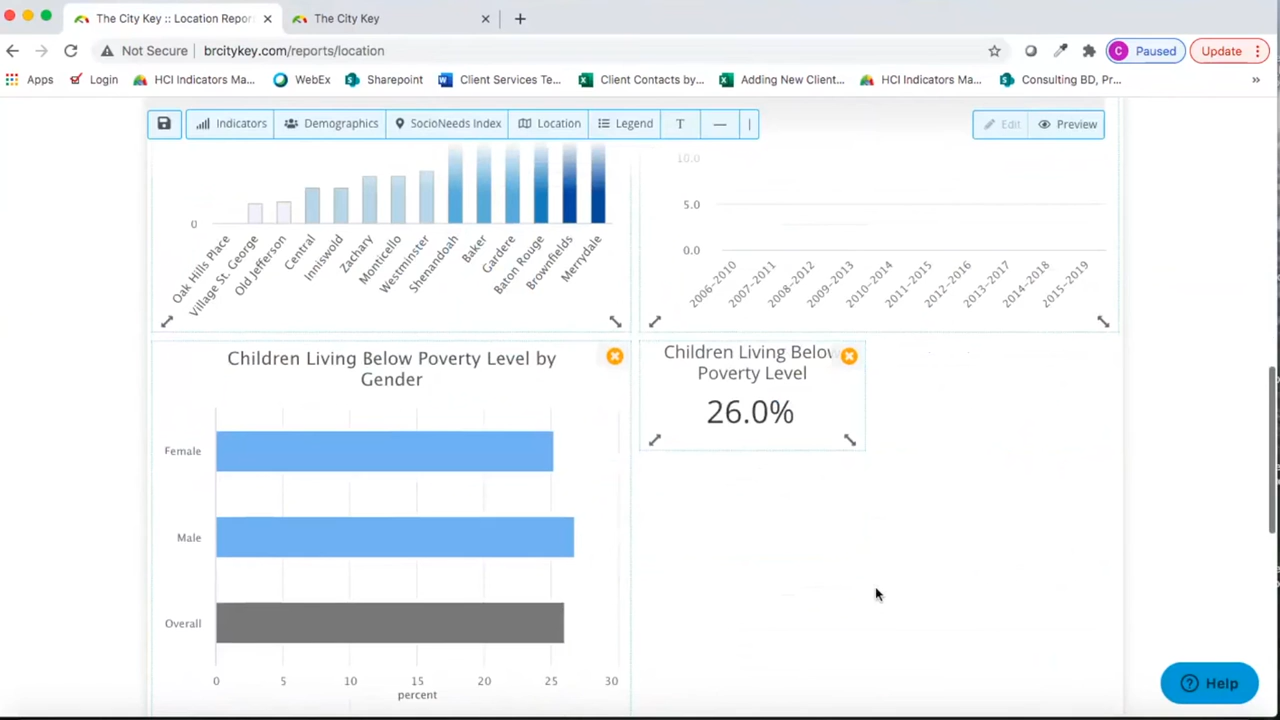 The City Key :: Location Repor
The City Key
Not Secure
brcitykey.com/reports/location
C Paused
Update
Apps
Login
HCI Indicators Ma...
WebEx
Sharepoint
Client Services Te...
Client Contacts by...
Adding New Client...
HCI Indicators Ma...
Consulting BD, Pr...
»
Indicators
Demographics
SocioNeeds Index
Location
Legend
T
Edit
Preview
0
Oak Hills Place
Village St. George
Old Jefferson
Central
Inniswold
Zachary
Monticello
Westminster
Shenandoah
Baker
Gardere
Baton Rouge
Brownfields
Merrydale
10.0
5.0
0.0
2006-2010
2007-2011
2008-2012
2009-2013
2010-2014
2011-2015
2012-2016
2013-2017
2014-2018
2015-2019
Children Living Below Poverty Level by
Gender
Female
Male
Overall
0 5 10 15 20 25 30
percent
Children Living Below
Poverty Level
26.0%
Help